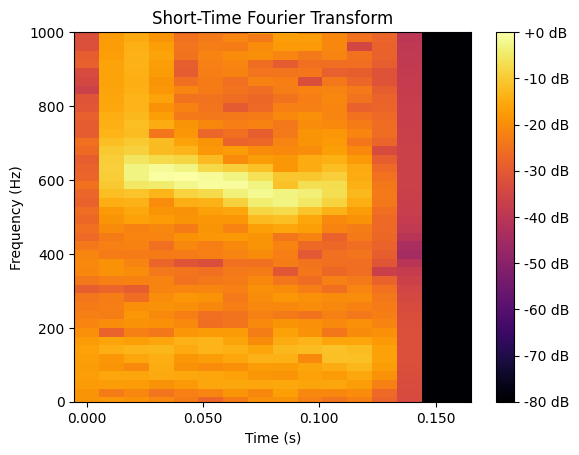 Short-Time Fourier Transform
Frequency (Hz)
1000
800
600
400
200
0
0.000
0.050
0.100
0.150
Time (s)
+0 dB
-10 dB
-20 dB
-30 dB
-40 dB
-50 dB
-60 dB
-70 dB
-80 dB